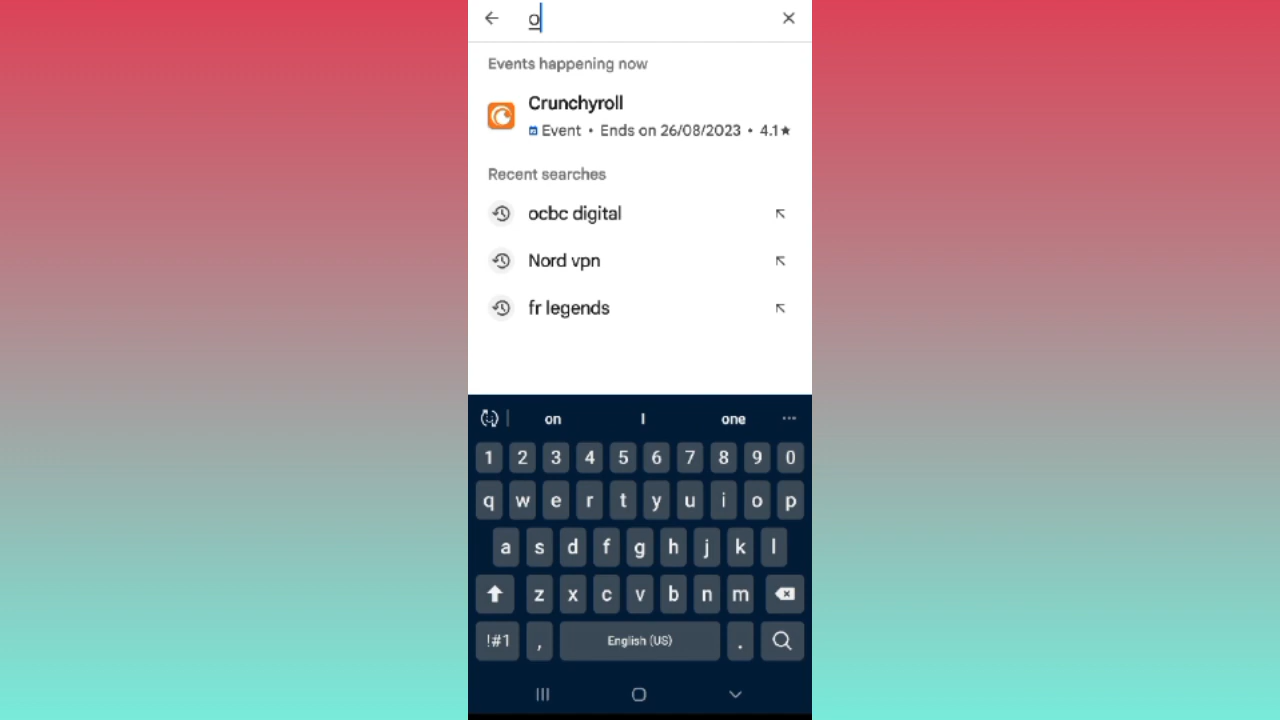 o
Events happening now
Crunchyroll
Event • Ends on 26/08/2023 • 4.1★
Recent searches
ocbc digital
Nord vpn
fr legends
on I one ...
1 2 3 4 5 6 7 8 9 0
q w e r t y u i o p
a s d f g h j k l
z x c v b n m
!#1 , English (US) .